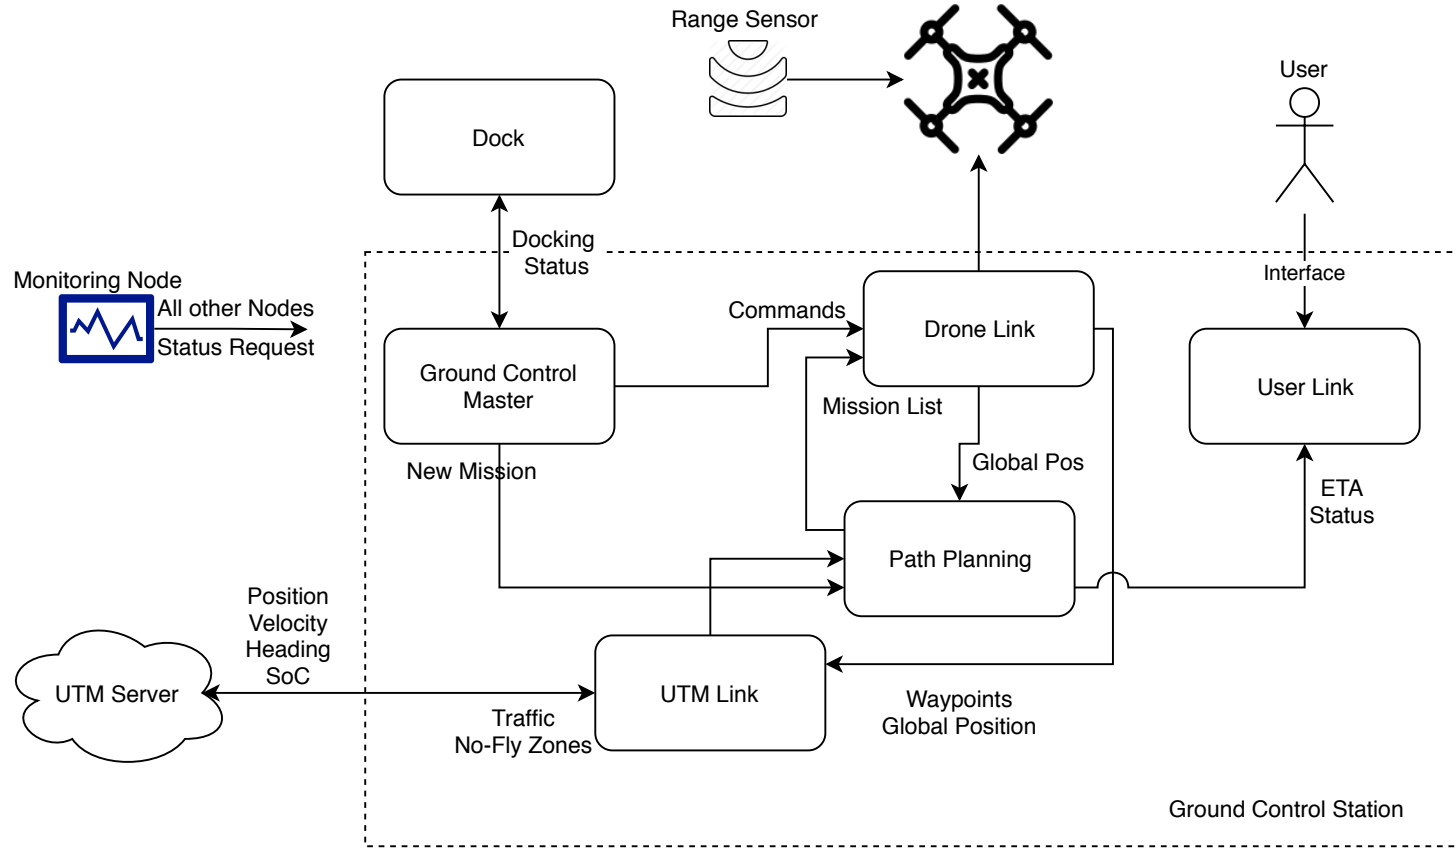 Range Sensor
User
Dock
Docking
Status
Monitoring Node
All other Nodes
Status Request
Interface
Commands
Drone Link
Ground Control
Master
User Link
Mission List
New Mission
Global Pos
ETA
Status
Path Planning
Position
Velocity
Heading
SoC
UTM Server
UTM Link
Traffic
No-Fly Zones
Waypoints
Global Position
Ground Control Station